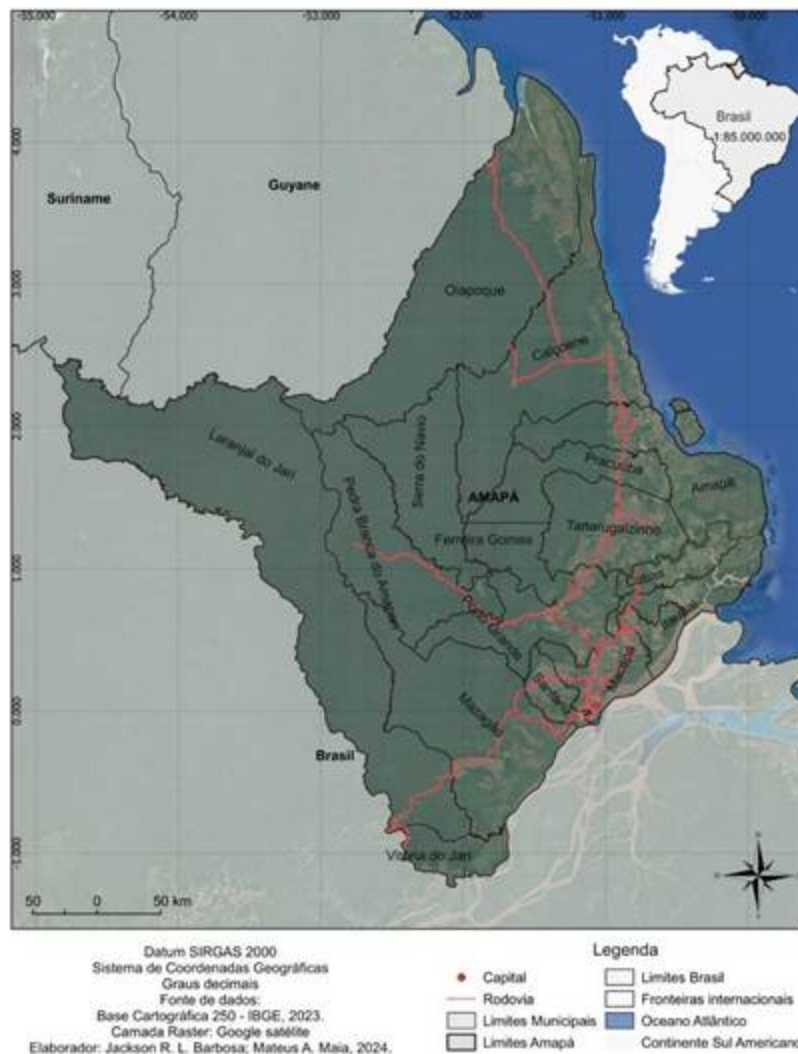 -55.000 -54.000 -53.000 -52.000 -51.000 -50.000
4.000
Brasil
1:85.000.000
Suriname
Guyane
3.000
Oiapoque
Calçoene
2.000
Laranjal do Jari
Serra do Navio
Pracuúba
Amapá
AMAPÁ
Pedra Branca do Amapari
Tartarugalzinho
Ferreira Gomes
1.000
Cutias
Porto Grande
Itaubal
Macapá
Santana
Mazagão
0.000
Brasil
-1.000
Vitória do Jari
50 0 50 km
Datum SIRGAS 2000
Sistema de Coordenadas Geográficas
Graus decimais
Fonte de dados:
Base Cartográfica 250 - IBGE, 2023.
Camada Raster: Google satélite
Elaborador: Jackson R. L. Barbosa; Mateus A. Maia, 2024.
Legenda
Capital
Rodovia
Limites Municipais
Limites Amapá
Limites Brasil
Fronteiras internacionais
Oceano Atlântico
Continente Sul Americano